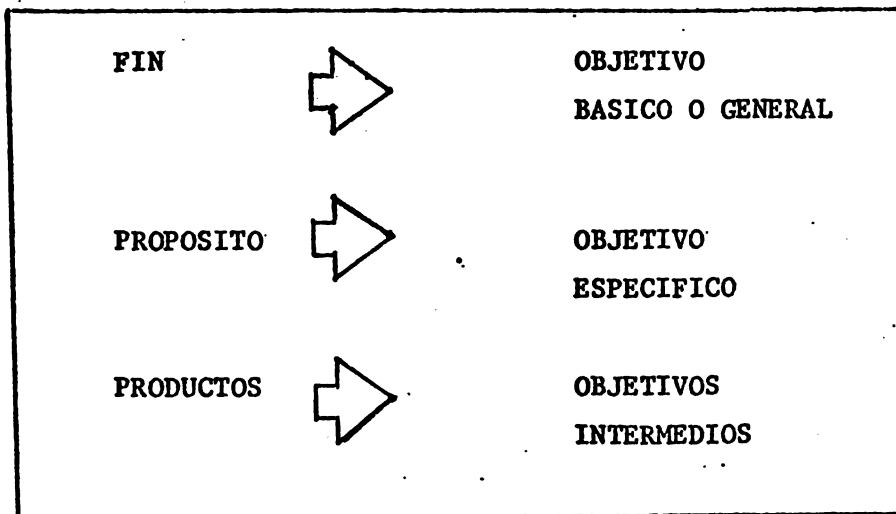 FIN
OBJETIVO
BASICO O GENERAL
PROPOSITO
OBJETIVO
ESPECIFICO
PRODUCTOS
OBJETIVOS
INTERMEDIOS